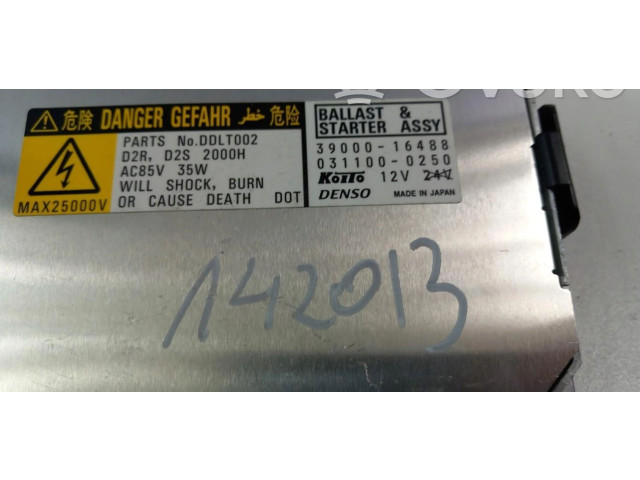 危険 DANGER GEFAHR خطر 危险
PARTS No.DDLT002
D2R, D2S 2000H
AC85V 35W
WILL SHOCK, BURN
OR CAUSE DEATH DOT
MAX25000V
BALLAST &
STARTER ASSY
39000-16488
031100-0250
KOITO 12V 24V
DENSO MADE IN JAPAN
142013